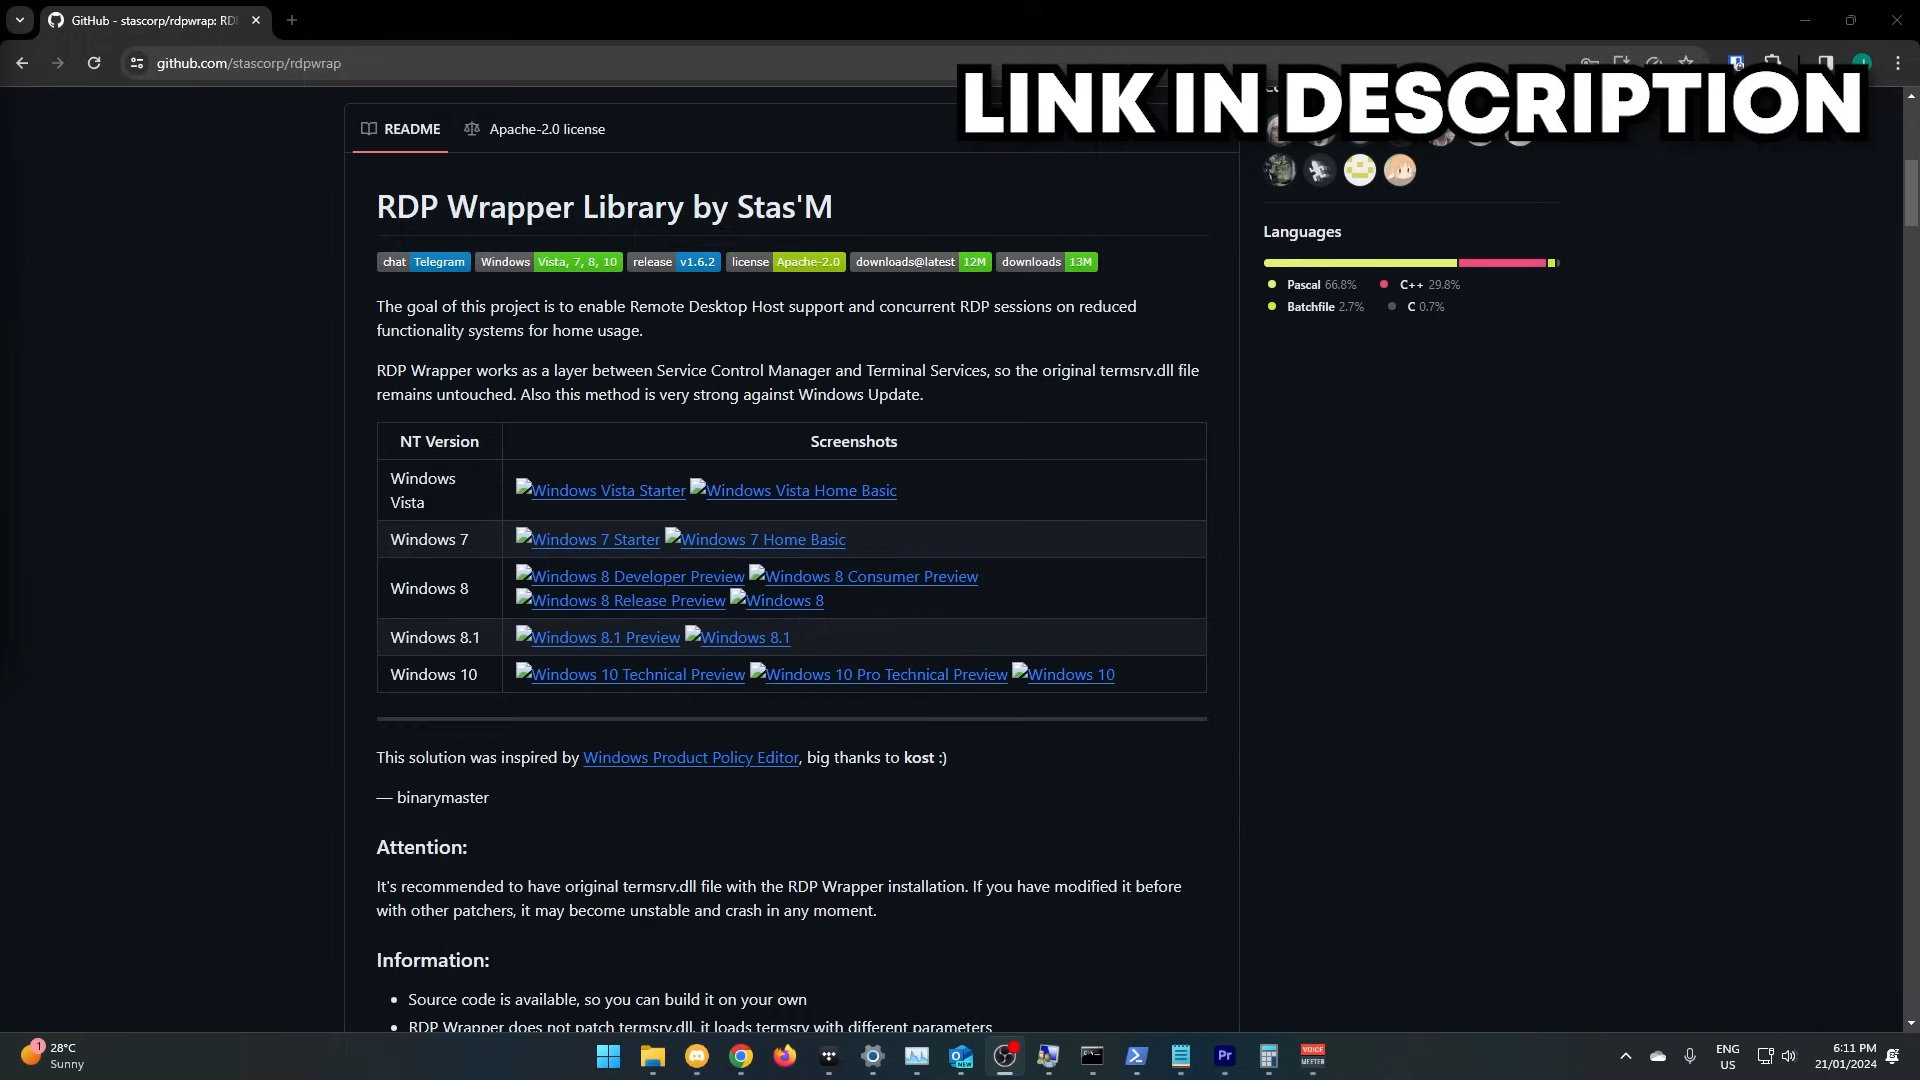 GitHub - stascorp/rdpwrap: RD
github.com/stascorp/rdpwrap
LINK IN DESCRIPTION
README
Apache-2.0 license
RDP Wrapper Library by Stas'M
chat Telegram Windows Vista, 7, 8, 10 release v1.6.2 license Apache-2.0 downloads@latest 12M downloads 13M
The goal of this project is to enable Remote Desktop Host support and concurrent RDP sessions on reduced
functionality systems for home usage.
RDP Wrapper works as a layer between Service Control Manager and Terminal Services, so the original termsrv.dll file
remains untouched. Also this method is very strong against Windows Update.
NT Version Screenshots
Windows
Vista
Windows Vista Starter Windows Vista Home Basic
Windows 7 Windows 7 Starter Windows 7 Home Basic
Windows 8
Windows 8 Developer Preview Windows 8 Consumer Preview
Windows 8 Release Preview Windows 8
Windows 8.1 Windows 8.1 Preview Windows 8.1
Windows 10 Windows 10 Technical Preview Windows 10 Pro Technical Preview Windows 10
This solution was inspired by Windows Product Policy Editor, big thanks to kost :)
— binarymaster
Attention:
It's recommended to have original termsrv.dll file with the RDP Wrapper installation. If you have modified it before
with other patchers, it may become unstable and crash in any moment.
Information:
• Source code is available, so you can build it on your own
• RDP Wrapper does not patch termsrv.dll, it loads termsrv with different parameters
Languages
Pascal 66.8% C++ 29.8%
Batchfile 2.7% C 0.7%
1
28°C
Sunny
NEW
Pr
VOICE
MEETER
ENG
US
6:11 PM
21/01/2024